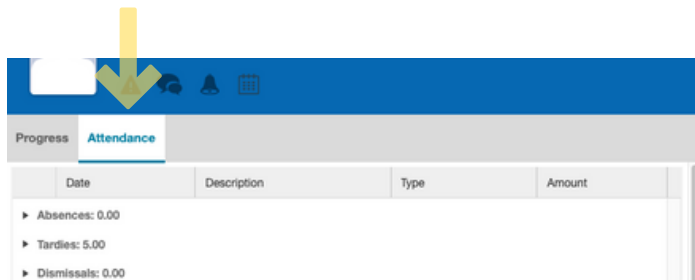 Progress Attendance
Date Description Type Amount
Absences: 0.00
Tardies: 5.00
Dismissals: 0.00